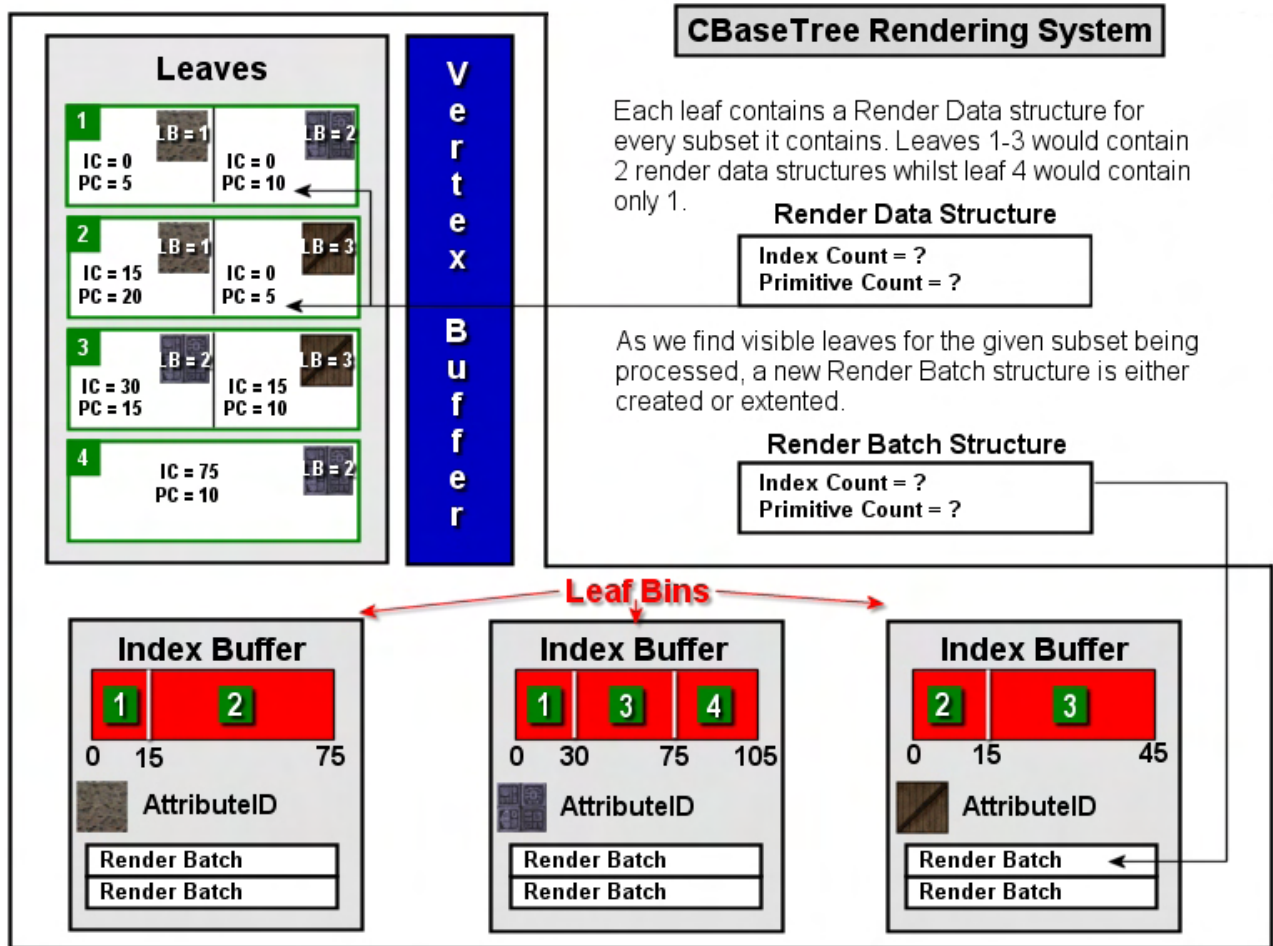 CBaseTree Rendering System
Leaves
1
LB = 1
IC = 0
PC = 5
LB = 2
IC = 0
PC = 10
2
LB = 1
IC = 15
PC = 20
LB = 3
IC = 0
PC = 5
3
LB = 2
IC = 30
PC = 15
LB = 3
IC = 15
PC = 10
4
LB = 2
IC = 75
PC = 10
Vertex
Buffer
Each leaf contains a Render Data structure for
every subset it contains. Leaves 1-3 would contain
2 render data structures whilst leaf 4 would contain
only 1.
Render Data Structure
Index Count = ?
Primitive Count = ?
As we find visible leaves for the given subset being
processed, a new Render Batch structure is either
created or extented.
Render Batch Structure
Index Count = ?
Primitive Count = ?
Leaf Bins
Index Buffer
1 2
0 15 75
AttributeID
Render Batch
Render Batch
Index Buffer
1 3 4
0 30 75 105
AttributeID
Render Batch
Render Batch
Index Buffer
2 3
0 15 45
AttributeID
Render Batch
Render Batch